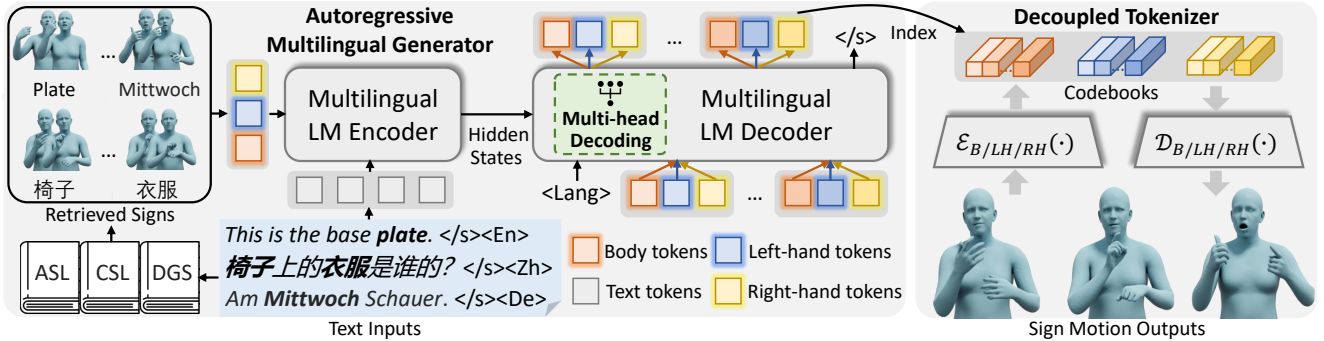 Autoregressive
Multilingual Generator
Plate
...
Mittwoch
椅子
...
衣服
Retrieved Signs
ASL
CSL
DGS
Multilingual
LM Encoder
Hidden
States
This is the base plate. </s><En>
椅子上的衣服是谁的? </s><Zh>
Am Mittwoch Schauer. </s><De>
Text Inputs
...
</s>
Multi-head
Decoding
Multilingual
LM Decoder
<Lang>
...
Body tokens
Left-hand tokens
Text tokens
Right-hand tokens
Decoupled Tokenizer
Index
... ... ...
Codebooks
ℰ_{B/LH/RH}(·)
𝒟_{B/LH/RH}(·)
Sign Motion Outputs